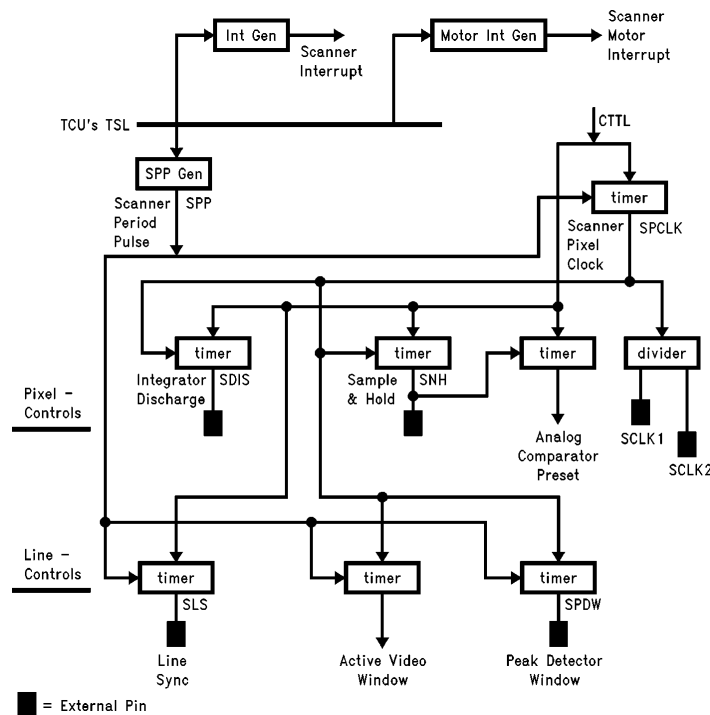 Int Gen
Scanner
Interrupt
Motor Int Gen
Scanner
Motor
Interrupt
TCU's TSL
CTTL
SPP Gen
Scanner
Period
Pulse
SPP
timer
Scanner
Pixel
Clock
SPCLK
timer
Integrator
Discharge
SDIS
timer
Sample
& Hold
SNH
timer
Analog
Comparator
Preset
divider
SCLK1
SCLK2
Pixel –
Controls
Line –
Controls
timer
SLS
Line
Sync
timer
Active Video
Window
timer
SPDW
Peak Detector
Window
= External Pin